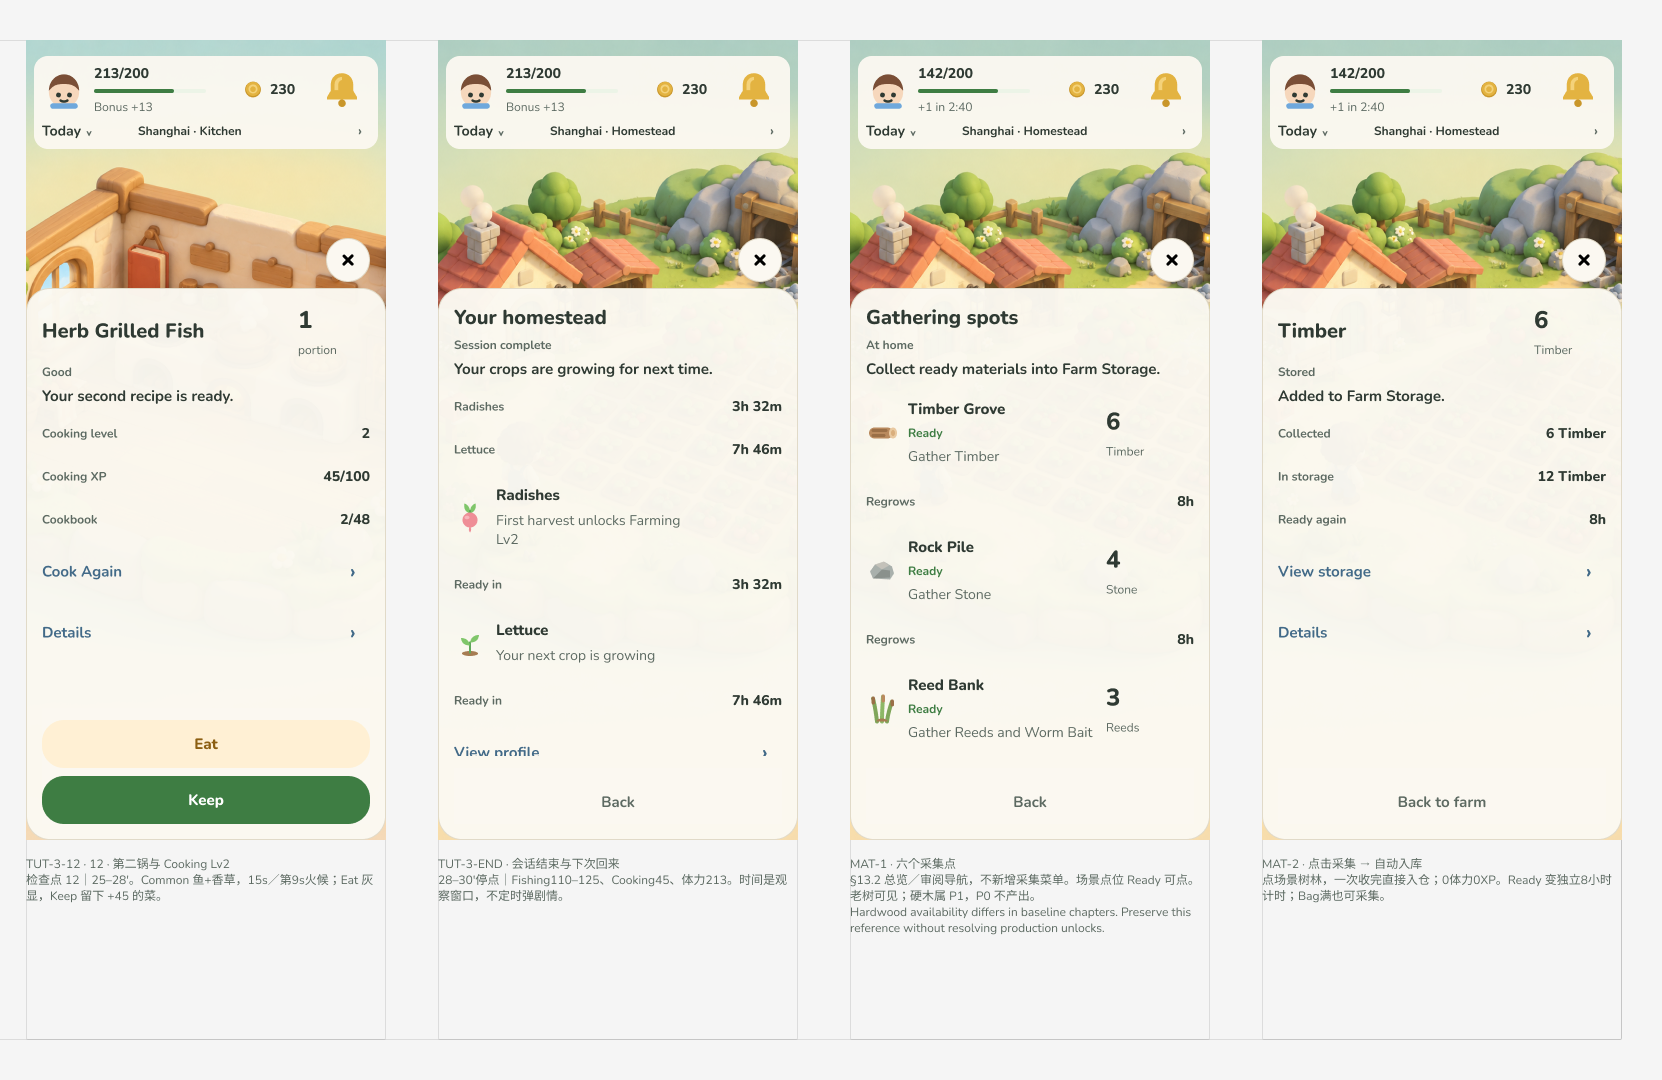 213/200
Bonus +13
230
Today ˅
Shanghai · Kitchen
›
Herb Grilled Fish
1
portion
Good
Your second recipe is ready.
Cooking level
2
Cooking XP
45/100
Cookbook
2/48
Cook Again
›
Details
›
Eat
Keep
TUT-3-12 · 12 · 第二锅与 Cooking Lv2
检查点 12｜25–28'。Common 鱼+香草，15s／第9s火候；Eat 灰
显，Keep 留下 +45 的菜。
213/200
Bonus +13
230
Today ˅
Shanghai · Homestead
›
Your homestead
Session complete
Your crops are growing for next time.
Radishes
3h 32m
Lettuce
7h 46m
Radishes
First harvest unlocks Farming
Lv2
Ready in
3h 32m
Lettuce
Your next crop is growing
Ready in
7h 46m
View profile
›
Back
TUT-3-END · 会话结束与下次回来
28–30'停点｜Fishing110–125、Cooking45、体力213。时间是观
察窗口，不定时弹剧情。
142/200
+1 in 2:40
230
Today ˅
Shanghai · Homestead
›
Gathering spots
At home
Collect ready materials into Farm Storage.
Timber Grove
Ready
Gather Timber
6
Timber
Regrows
8h
Rock Pile
Ready
Gather Stone
4
Stone
Regrows
8h
Reed Bank
Ready
Gather Reeds and Worm Bait
3
Reeds
Back
MAT-1 · 六个采集点
§13.2 总览／审阅导航，不新增采集菜单。场景点位 Ready 可点。
老树可见；硬木属 P1，P0 不产出。
Hardwood availability differs in baseline chapters. Preserve this
reference without resolving production unlocks.
142/200
+1 in 2:40
230
Today ˅
Shanghai · Homestead
›
Timber
6
Timber
Stored
Added to Farm Storage.
Collected
6 Timber
In storage
12 Timber
Ready again
8h
View storage
›
Details
›
Back to farm
MAT-2 · 点击采集 → 自动入库
点场景树林，一次收完直接入仓；0体力0XP。Ready 变独立8小时
计时；Bag满也可采集。